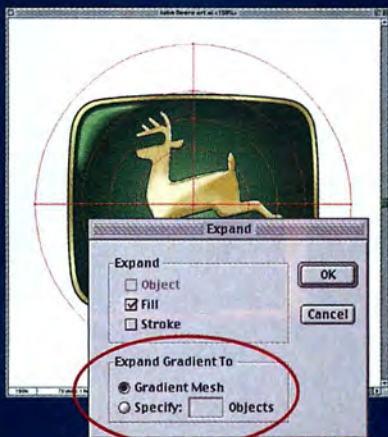 Expand
Expand
Object
Fill
Stroke
OK
Cancel
Expand Gradient To
Gradient Mesh
Specify:
Objects